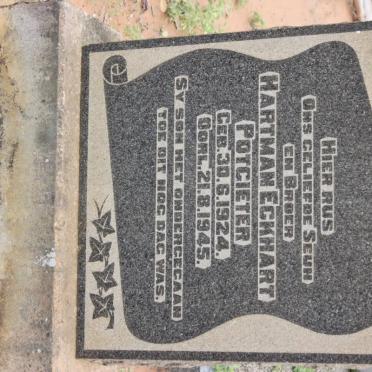 HIER RUS
ONS GELIEFDE SEUN
EN BROER
HARTMAN ECKHART
POTGIETER
GEB. 30.6.1924.
OORL. 21.8.1945.
SY SON HET ONDERGEGAAN
TOE DIT NOG DAG WAS.